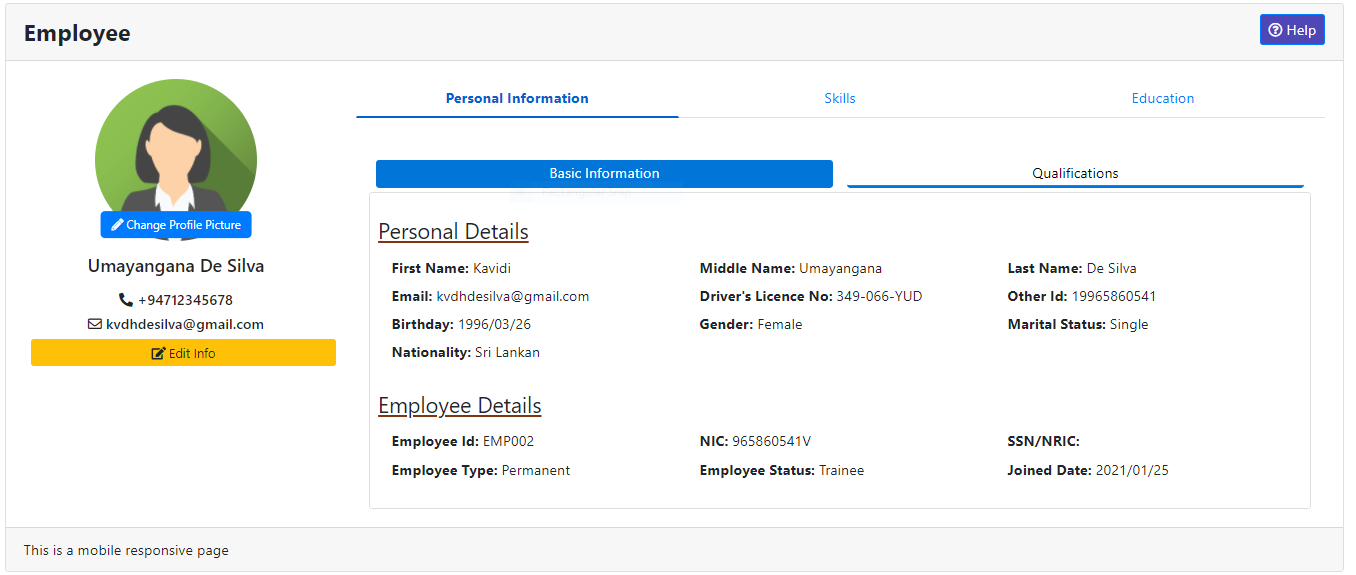 Employee
Help
Change Profile Picture
Umayangana De Silva
+94712345678
kvdhdesilva@gmail.com
Edit Info
Personal Information Skills Education
Basic Information Qualifications
Personal Details
First Name: Kavidi Middle Name: Umayangana Last Name: De Silva
Email: kvdhdesilva@gmail.com Driver's Licence No: 349-066-YUD Other Id: 19965860541
Birthday: 1996/03/26 Gender: Female Marital Status: Single
Nationality: Sri Lankan
Employee Details
Employee Id: EMP002 NIC: 965860541V SSN/NRIC:
Employee Type: Permanent Employee Status: Trainee Joined Date: 2021/01/25
This is a mobile responsive page